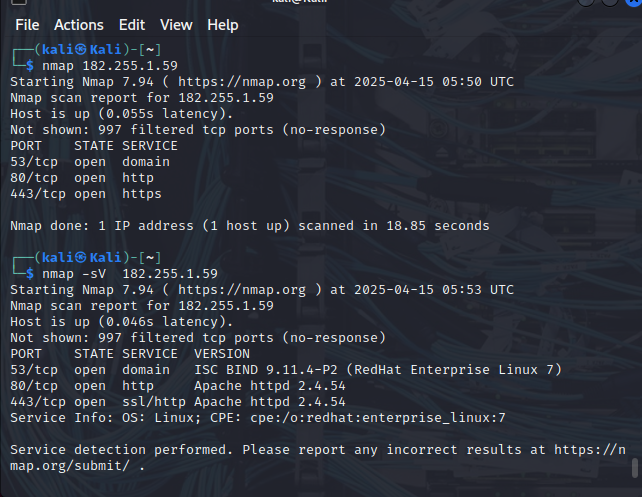 File Actions Edit View Help
┌──(kali㉿Kali)-[~]
└─$ nmap 182.255.1.59
Starting Nmap 7.94 ( https://nmap.org ) at 2025-04-15 05:50 UTC
Nmap scan report for 182.255.1.59
Host is up (0.055s latency).
Not shown: 997 filtered tcp ports (no-response)
PORT    STATE SERVICE
53/tcp  open  domain
80/tcp  open  http
443/tcp open  https
Nmap done: 1 IP address (1 host up) scanned in 18.85 seconds
┌──(kali㉿Kali)-[~]
└─$ nmap -sV  182.255.1.59
Starting Nmap 7.94 ( https://nmap.org ) at 2025-04-15 05:53 UTC
Nmap scan report for 182.255.1.59
Host is up (0.046s latency).
Not shown: 997 filtered tcp ports (no-response)
PORT    STATE SERVICE  VERSION
53/tcp  open  domain   ISC BIND 9.11.4-P2 (RedHat Enterprise Linux 7)
80/tcp  open  http     Apache httpd 2.4.54
443/tcp open  ssl/http Apache httpd 2.4.54
Service Info: OS: Linux; CPE: cpe:/o:redhat:enterprise_linux:7
Service detection performed. Please report any incorrect results at https://n
map.org/submit/ .